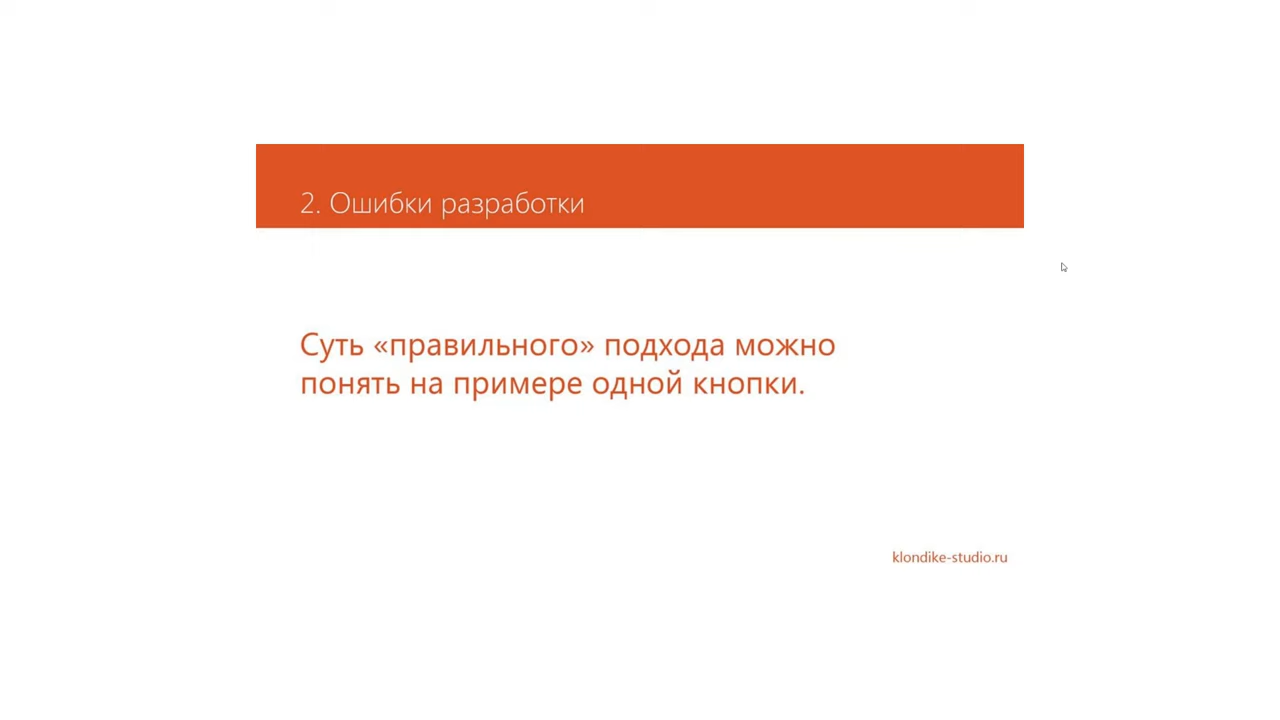 2. Ошибки разработки
Суть «правильного» подхода можно
понять на примере одной кнопки.
klondike-studio.ru